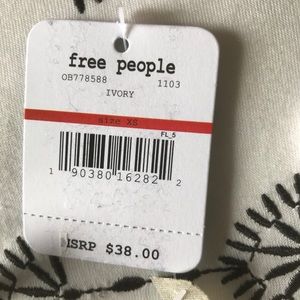 free people
OB778588 1103
IVORY
size XS
FL_5
1 90380 16282 2
MSRP $38.00